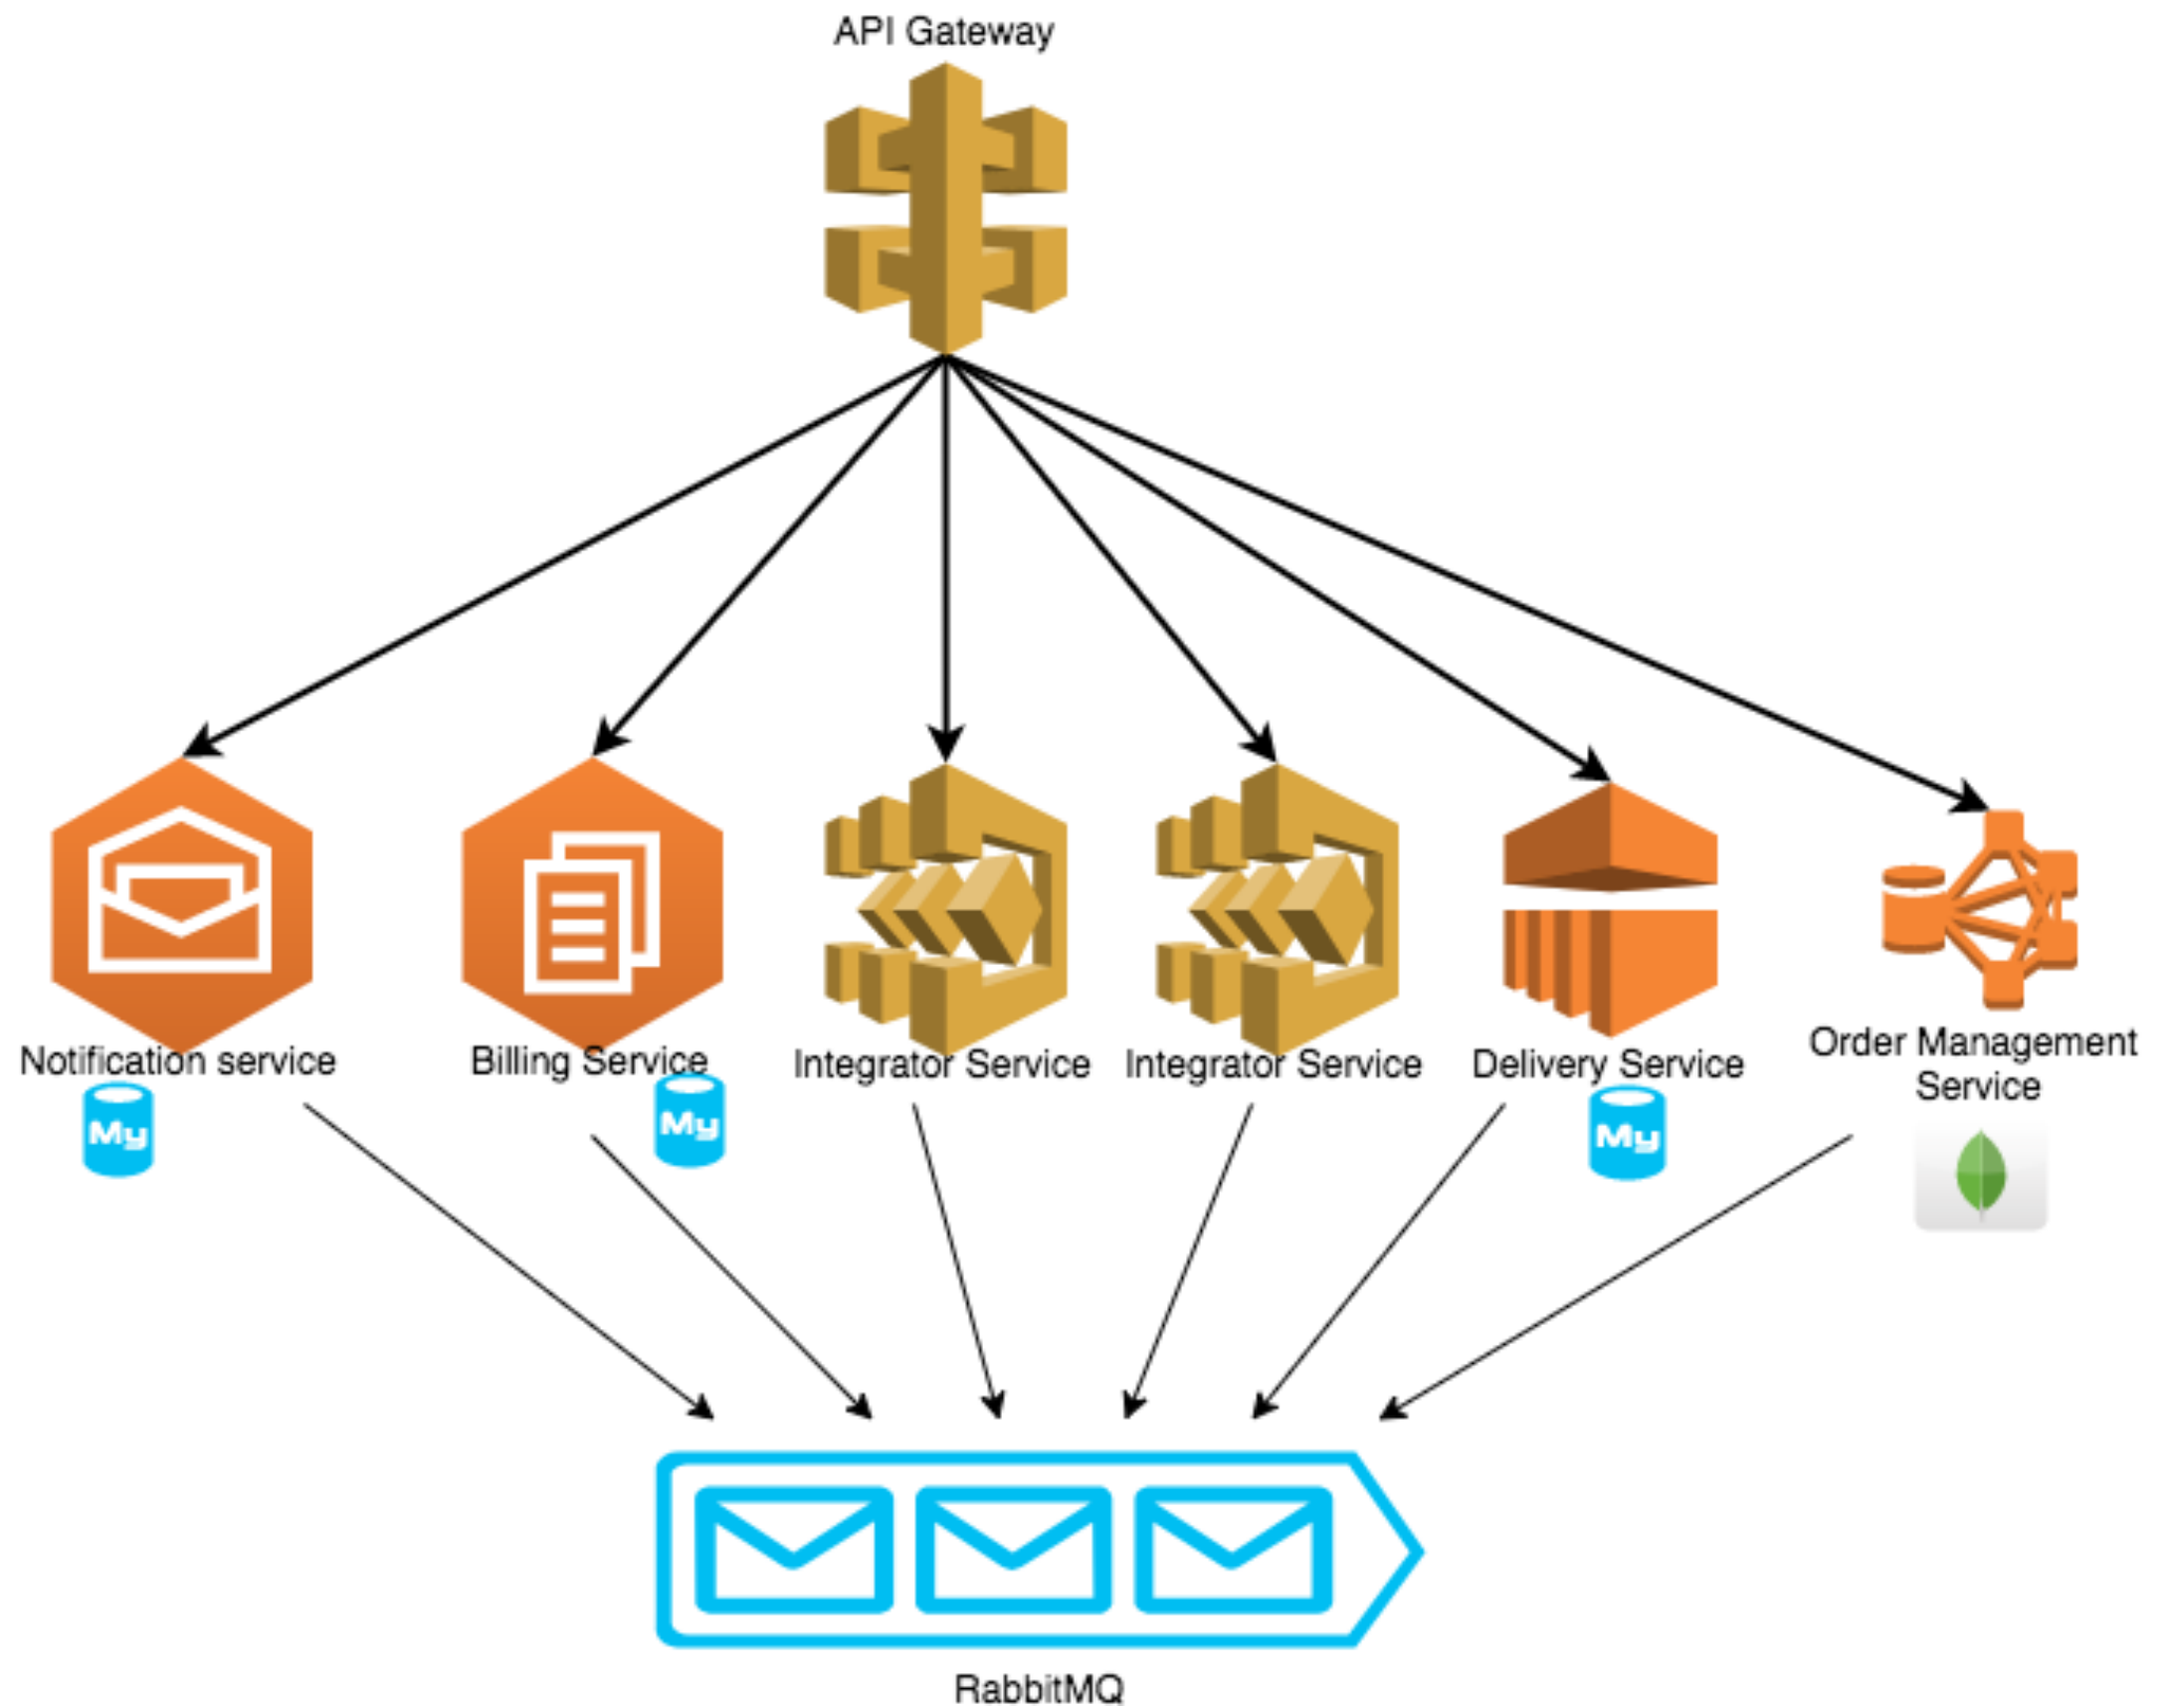 API Gateway
Notification service
Billing Service
Integrator Service
Integrator Service
Delivery Service
Order Management
Service
My
My
My
RabbitMQ